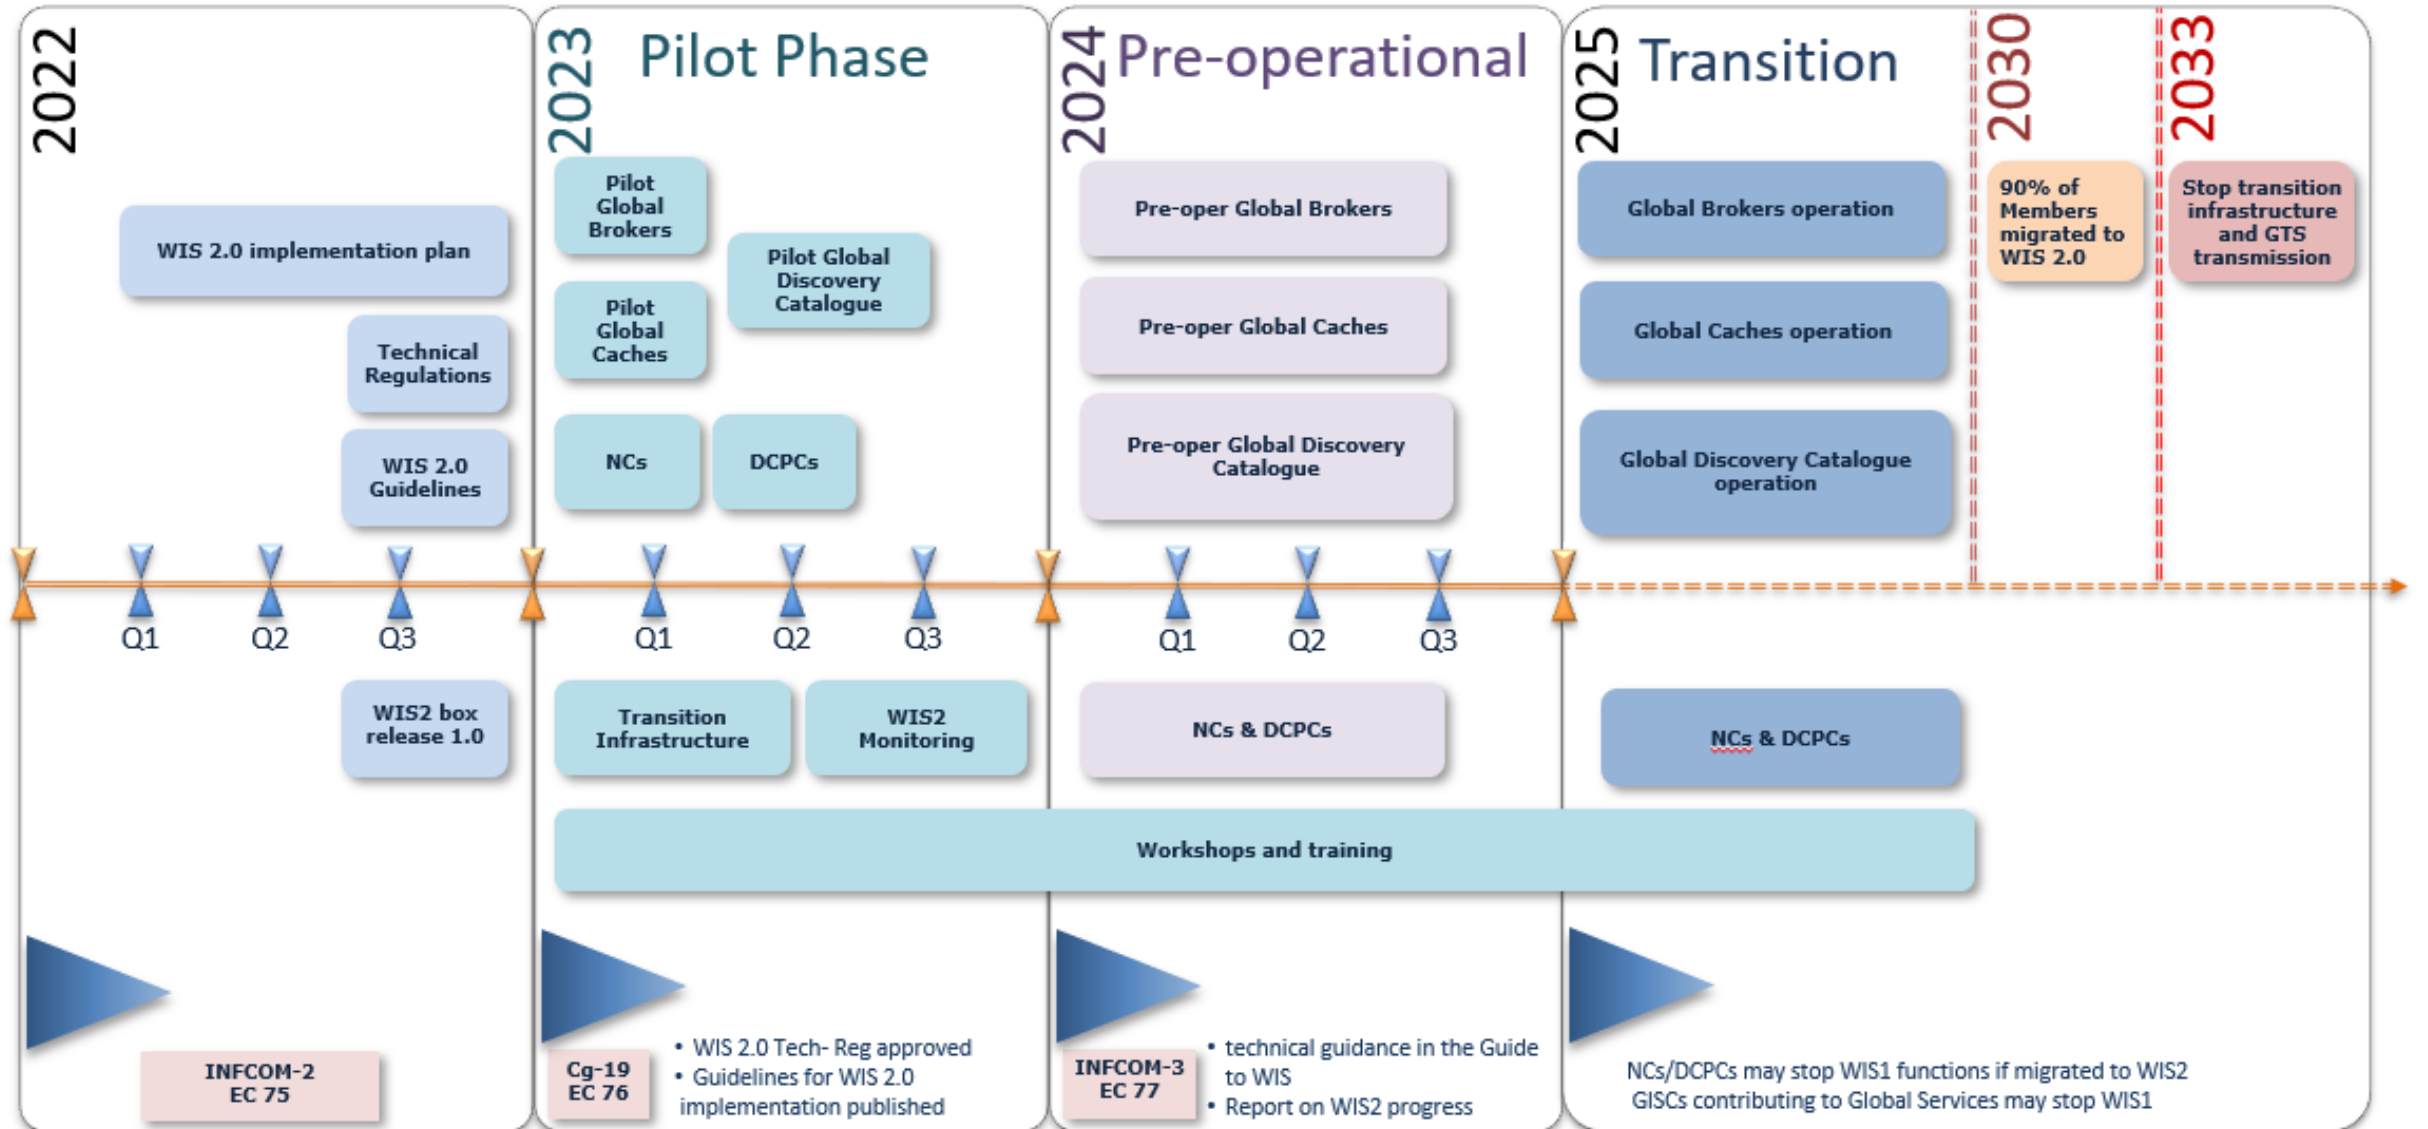 2022
WIS 2.0 implementation plan
Technical
Regulations
WIS 2.0
Guidelines
Q1
Q2
Q3
WIS2 box
release 1.0
INFCOM-2
EC 75
2023
Pilot Phase
Pilot
Global
Brokers
Pilot Global
Discovery
Catalogue
Pilot
Global
Caches
NCs
DCPCs
Q1
Q2
Q3
Transition
Infrastructure
WIS2
Monitoring
Workshops and training
Cg-19
EC 76
• WIS 2.0 Tech- Reg approved
• Guidelines for WIS 2.0
implementation published
2024
Pre-operational
Pre-oper Global Brokers
Pre-oper Global Caches
Pre-oper Global Discovery
Catalogue
Q1
Q2
Q3
NCs & DCPCs
INFCOM-3
EC 77
• technical guidance in the Guide
to WIS
• Report on WIS2 progress
2025
Transition
Global Brokers operation
Global Caches operation
Global Discovery Catalogue
operation
NCs & DCPCs
NCs/DCPCs may stop WIS1 functions if migrated to WIS2
GISCs contributing to Global Services may stop WIS1
2030
90% of
Members
migrated to
WIS 2.0
2033
Stop transition
infrastructure
and GTS
transmission